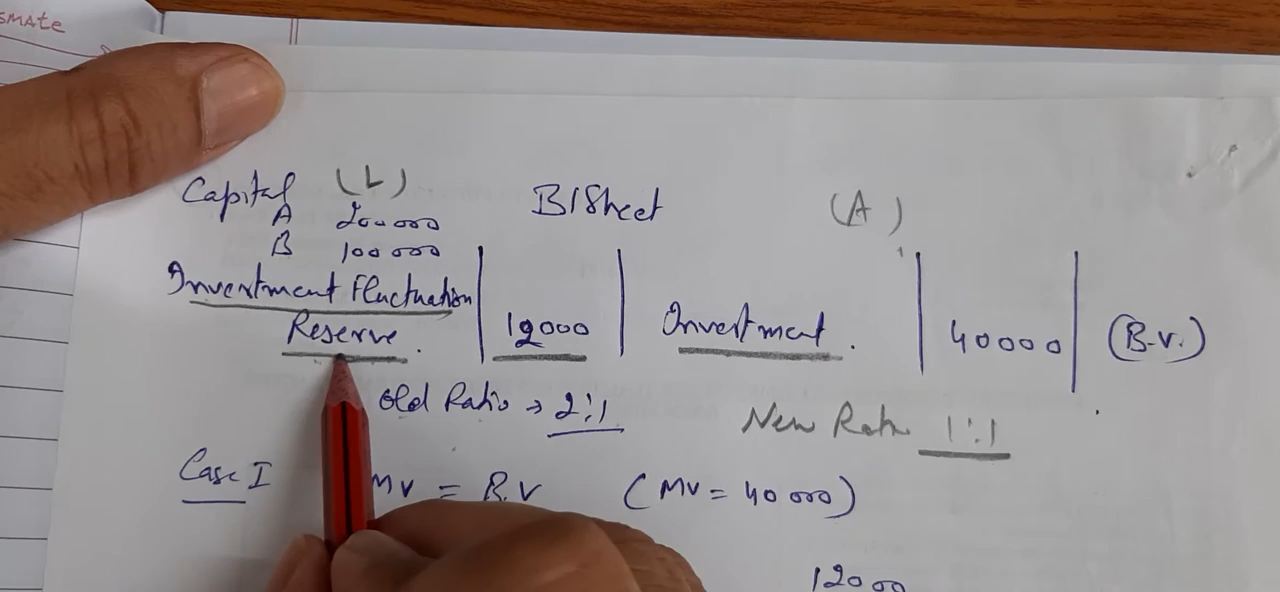 SMATE
Capital (L) B/Sheet (A)
A 200000
B 100000
Investment Fluctuation
Reserve. 12000 Investment. 40000 (B.V.)
Old Ratio → 2:1 New Ratio 1:1
Case I MV = B.V (MV = 40000)
12000